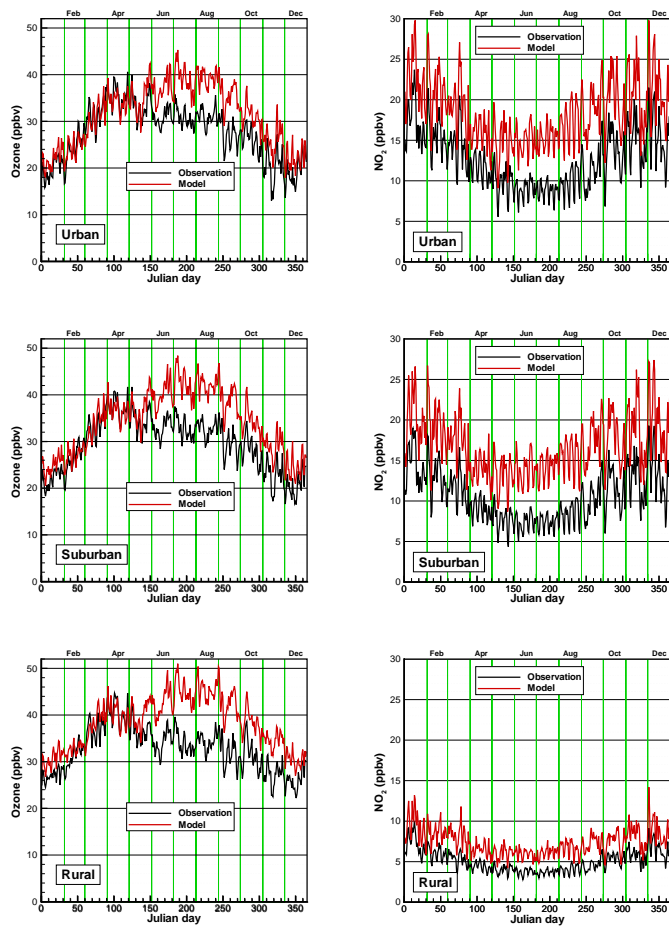 Feb Apr Jun Aug Oct Dec
50
40
30
20
10
0
Ozone (ppbv)
Observation
Model
Urban
0 50 100 150 200 250 300 350
Julian day
Feb Apr Jun Aug Oct Dec
30
25
20
15
10
5
0
NO2 (ppbv)
Observation
Model
Urban
0 50 100 150 200 250 300 350
Julian day
Feb Apr Jun Aug Oct Dec
50
40
30
20
10
0
Ozone (ppbv)
Observation
Model
Suburban
0 50 100 150 200 250 300 350
Julian day
Feb Apr Jun Aug Oct Dec
30
25
20
15
10
5
0
NO2 (ppbv)
Observation
Model
Suburban
0 50 100 150 200 250 300 350
Julian day
Feb Apr Jun Aug Oct Dec
50
40
30
20
10
0
Ozone (ppbv)
Observation
Model
Rural
0 50 100 150 200 250 300 350
Julian day
Feb Apr Jun Aug Oct Dec
30
25
20
15
10
5
0
NO2 (ppbv)
Observation
Model
Rural
0 50 100 150 200 250 300 350
Julian day